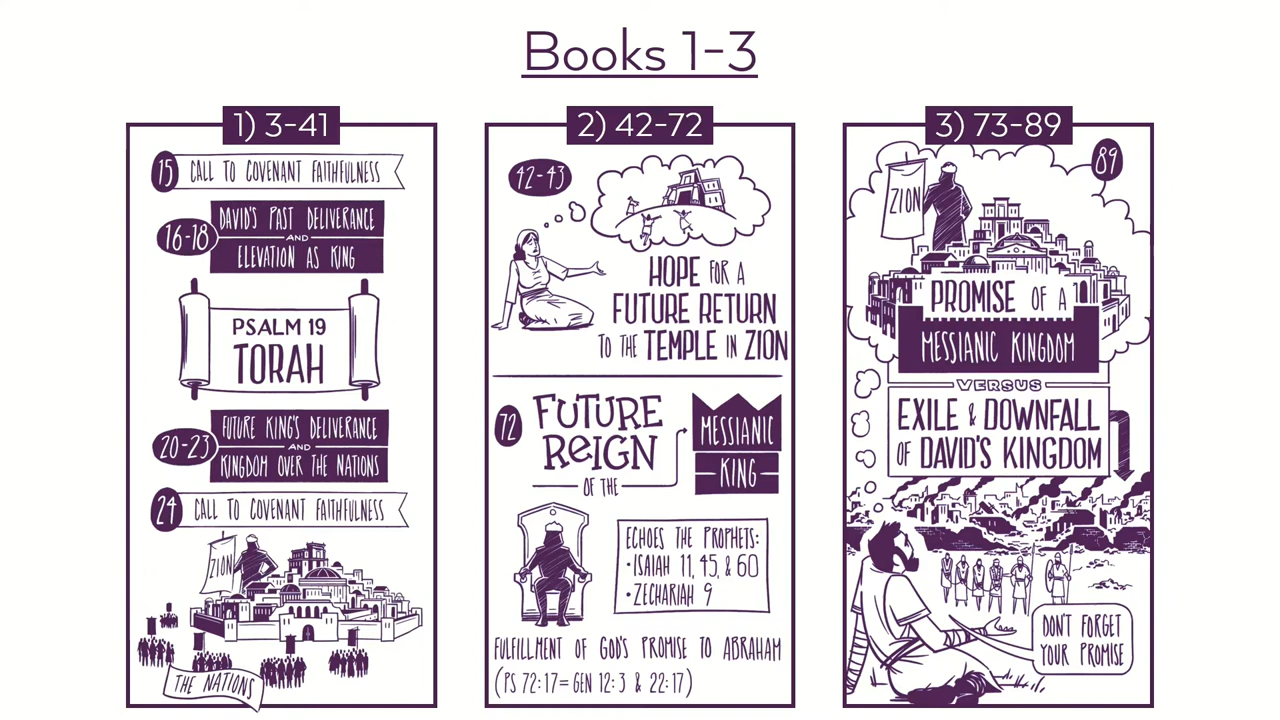 Books 1-3
1) 3-41
15 CALL TO COVENANT FAITHFULNESS
16-18
DAVID'S PAST DELIVERANCE
AND
ELEVATION AS KING
PSALM 19
TORAH
20-23
FUTURE KING'S DELIVERANCE
AND
KINGDOM OVER THE NATIONS
24 CALL TO COVENANT FAITHFULNESS
ZION
THE NATIONS
2) 42-72
42-43
HOPE FOR A
FUTURE RETURN
TO THE TEMPLE IN ZION
72
FUTURE
REIGN
OF THE
MESSIANIC
KING
ECHOES THE PROPHETS:
• ISAIAH 11, 45, & 60
• ZECHARIAH 9
FULFILLMENT OF GOD'S PROMISE TO ABRAHAM
(PS 72:17 = GEN 12:3 & 22:17)
3) 73-89
89
ZION
PROMISE OF A
MESSIANIC KINGDOM
VERSUS
EXILE & DOWNFALL
OF DAVID'S KINGDOM
DON'T FORGET
YOUR PROMISE